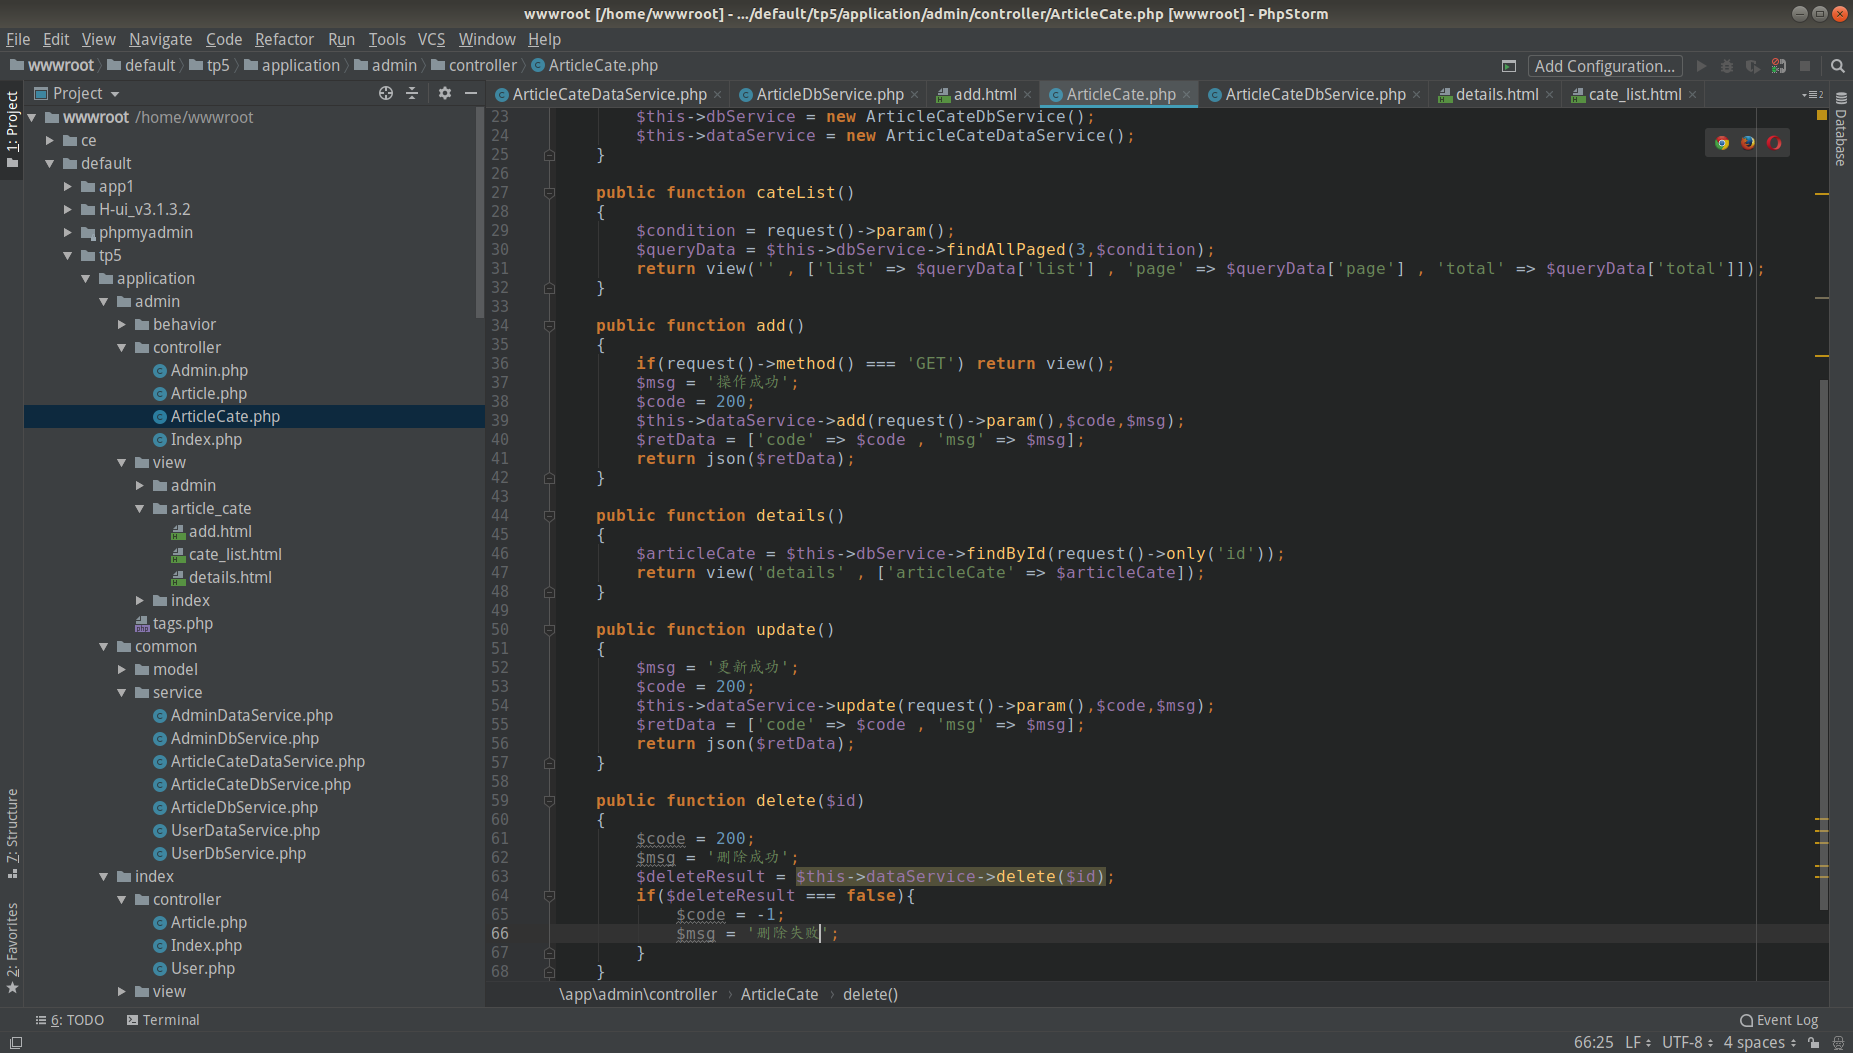 wwwroot [/home/wwwroot] - .../default/tp5/application/admin/controller/ArticleCate.php [wwwroot] - PhpStorm
File Edit View Navigate Code Refactor Run Tools VCS Window Help
wwwroot default tp5 application admin controller ArticleCate.php Add Configuration...
Project
ArticleCateDataService.php ArticleDbService.php add.html ArticleCate.php ArticleCateDbService.php details.html cate_list.html
1: Project
7: Structure
2: Favorites
wwwroot /home/wwwroot
ce
default
app1
H-ui_v3.1.3.2
phpmyadmin
tp5
application
admin
behavior
controller
Admin.php
Article.php
ArticleCate.php
Index.php
view
admin
article_cate
add.html
cate_list.html
details.html
index
tags.php
common
model
service
AdminDataService.php
AdminDbService.php
ArticleCateDataService.php
ArticleCateDbService.php
ArticleDbService.php
UserDataService.php
UserDbService.php
index
controller
Article.php
Index.php
User.php
view
23 $this->dbService = new ArticleCateDbService();
24 $this->dataService = new ArticleCateDataService();
25 }
26
27 public function cateList()
28 {
29 $condition = request()->param();
30 $queryData = $this->dbService->findAllPaged(3,$condition);
31 return view('' , ['list' => $queryData['list'] , 'page' => $queryData['page'] , 'total' => $queryData['total']]);
32 }
33
34 public function add()
35 {
36 if(request()->method() === 'GET') return view();
37 $msg = '操作成功';
38 $code = 200;
39 $this->dataService->add(request()->param(),$code,$msg);
40 $retData = ['code' => $code , 'msg' => $msg];
41 return json($retData);
42 }
43
44 public function details()
45 {
46 $articleCate = $this->dbService->findById(request()->only('id'));
47 return view('details' , ['articleCate' => $articleCate]);
48 }
49
50 public function update()
51 {
52 $msg = '更新成功';
53 $code = 200;
54 $this->dataService->update(request()->param(),$code,$msg);
55 $retData = ['code' => $code , 'msg' => $msg];
56 return json($retData);
57 }
58
59 public function delete($id)
60 {
61 $code = 200;
62 $msg = '删除成功';
63 $deleteResult = $this->dataService->delete($id);
64 if($deleteResult === false){
65 $code = -1;
66 $msg = '删除失败';
67 }
68 }
Database
\app\admin\controller › ArticleCate › delete()
6: TODO Terminal Event Log
66:25 LF UTF-8 4 spaces